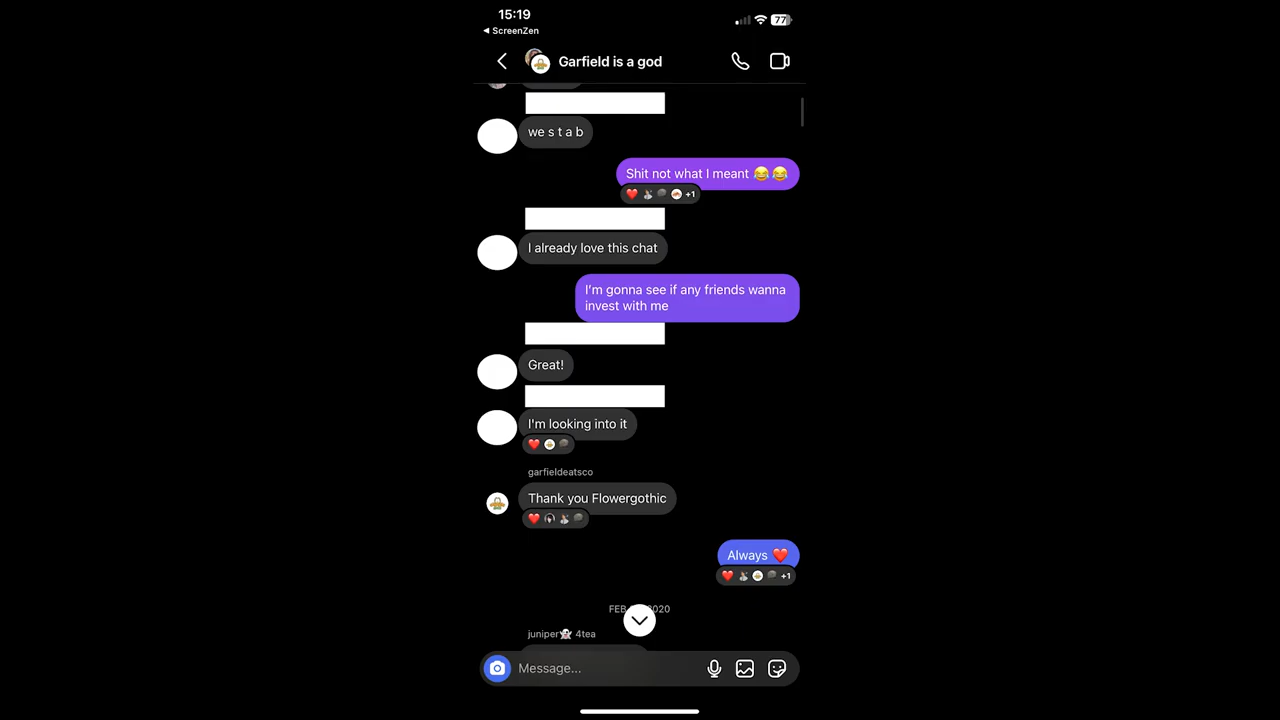 15:19
77
◀ ScreenZen
Garfield is a god
we s t a b
Shit not what I meant 😂😂
+1
I already love this chat
I'm gonna see if any friends wanna
invest with me
Great!
I'm looking into it
garfieldeatsco
Thank you Flowergothic
Always ❤️
+1
FEB 2020
juniper👻 4tea
Message...